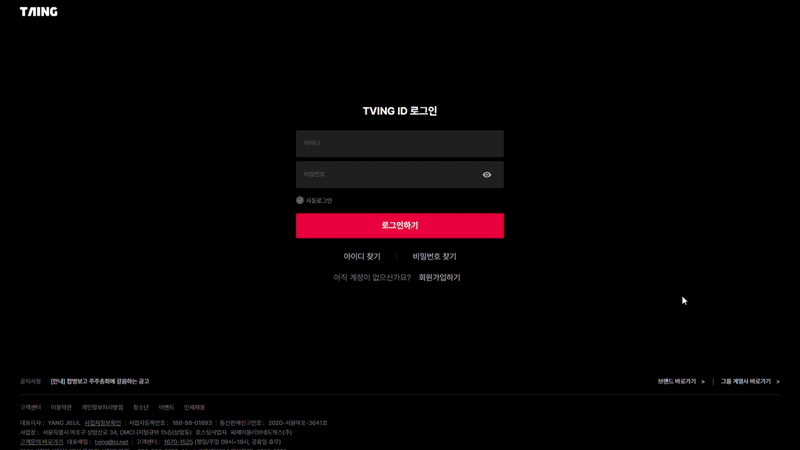 TVING
TVING ID 로그인
아이디
비밀번호
자동로그인
로그인하기
아이디 찾기 | 비밀번호 찾기
아직 계정이 없으신가요? 회원가입하기
공지사항 [안내] 합병보고 주주총회에 갈음하는 공고 브랜드 바로가기 > | 그룹 계열사 바로가기 >
고객센터 이용약관 개인정보처리방침 청소년 이벤트 인재채용
대표이사 : YANG JIEUL 사업자정보확인 | 사업자등록번호 : 188-88-01893 | 통신판매신고번호 : 2020-서울마포-3641호
사업장 : 서울특별시 마포구 상암산로 34, DMC디지털큐브 15층(상암동) 호스팅사업자 : 씨제이올리브네트웍스(주)
고객문의 바로가기 대표메일 : tving@cj.net | 고객센터 : 1670-1525 (평일/주말 09시~18시, 공휴일 휴무)